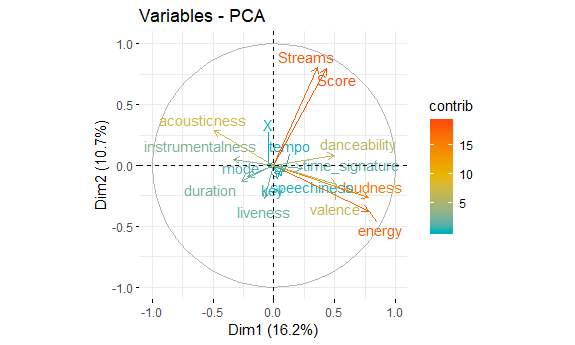 Variables - PCA
1.0
0.5
0.0
-0.5
-1.0
Dim2 (10.7%)
Streams
Score
X
acousticness
tempo
instrumentalness
danceability
mode
time_signature
duration
key
speechiness
loudness
liveness
valence
energy
-1.0
-0.5
0.0
0.5
1.0
Dim1 (16.2%)
contrib
15
10
5